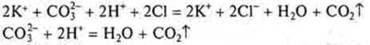 2K⁺ + CO₃²⁻ + 2H⁺ + 2Cl = 2K⁺ + 2Cl⁻ + H₂O + CO₂↑
CO₃²⁻ + 2H⁺ = H₂O + CO₂↑